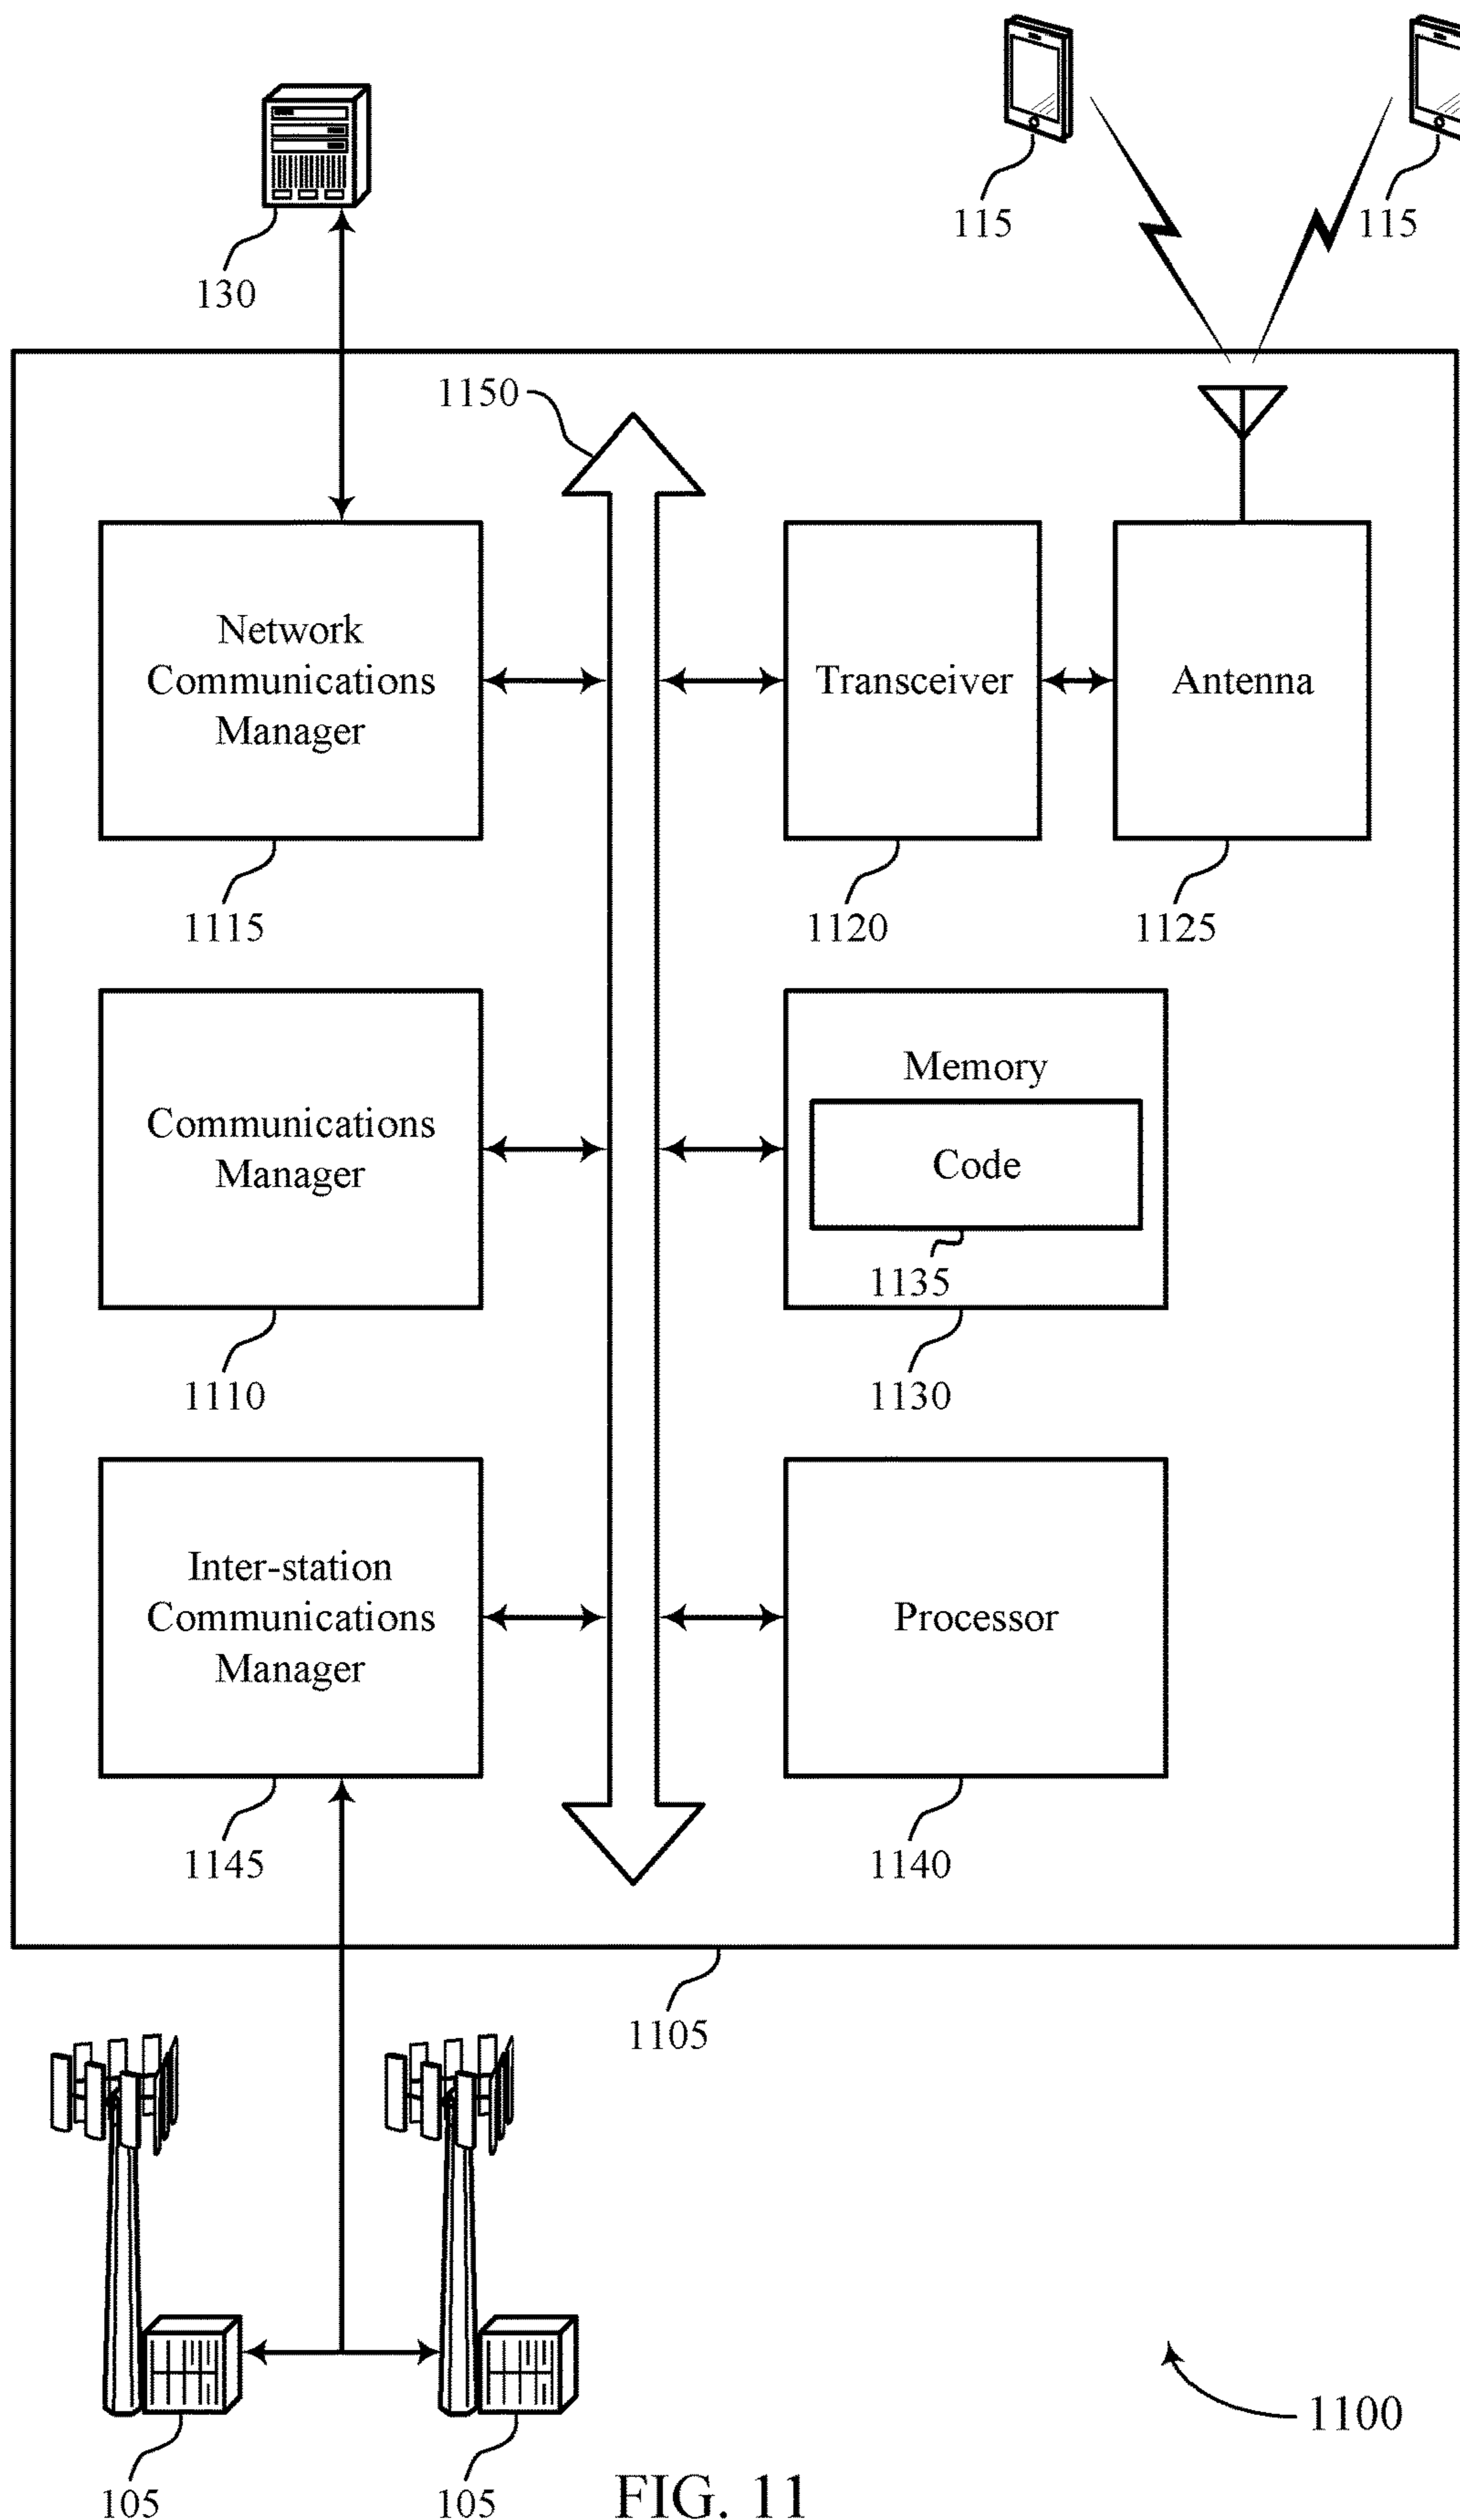 115
115
130
1150
Network
Communications
Manager
Transceiver
Antenna
1115
1120
1125
Communications
Manager
Memory
Code
1135
1110
1130
Inter-station
Communications
Manager
Processor
1145
1140
1105
1100
105
105
FIG. 11